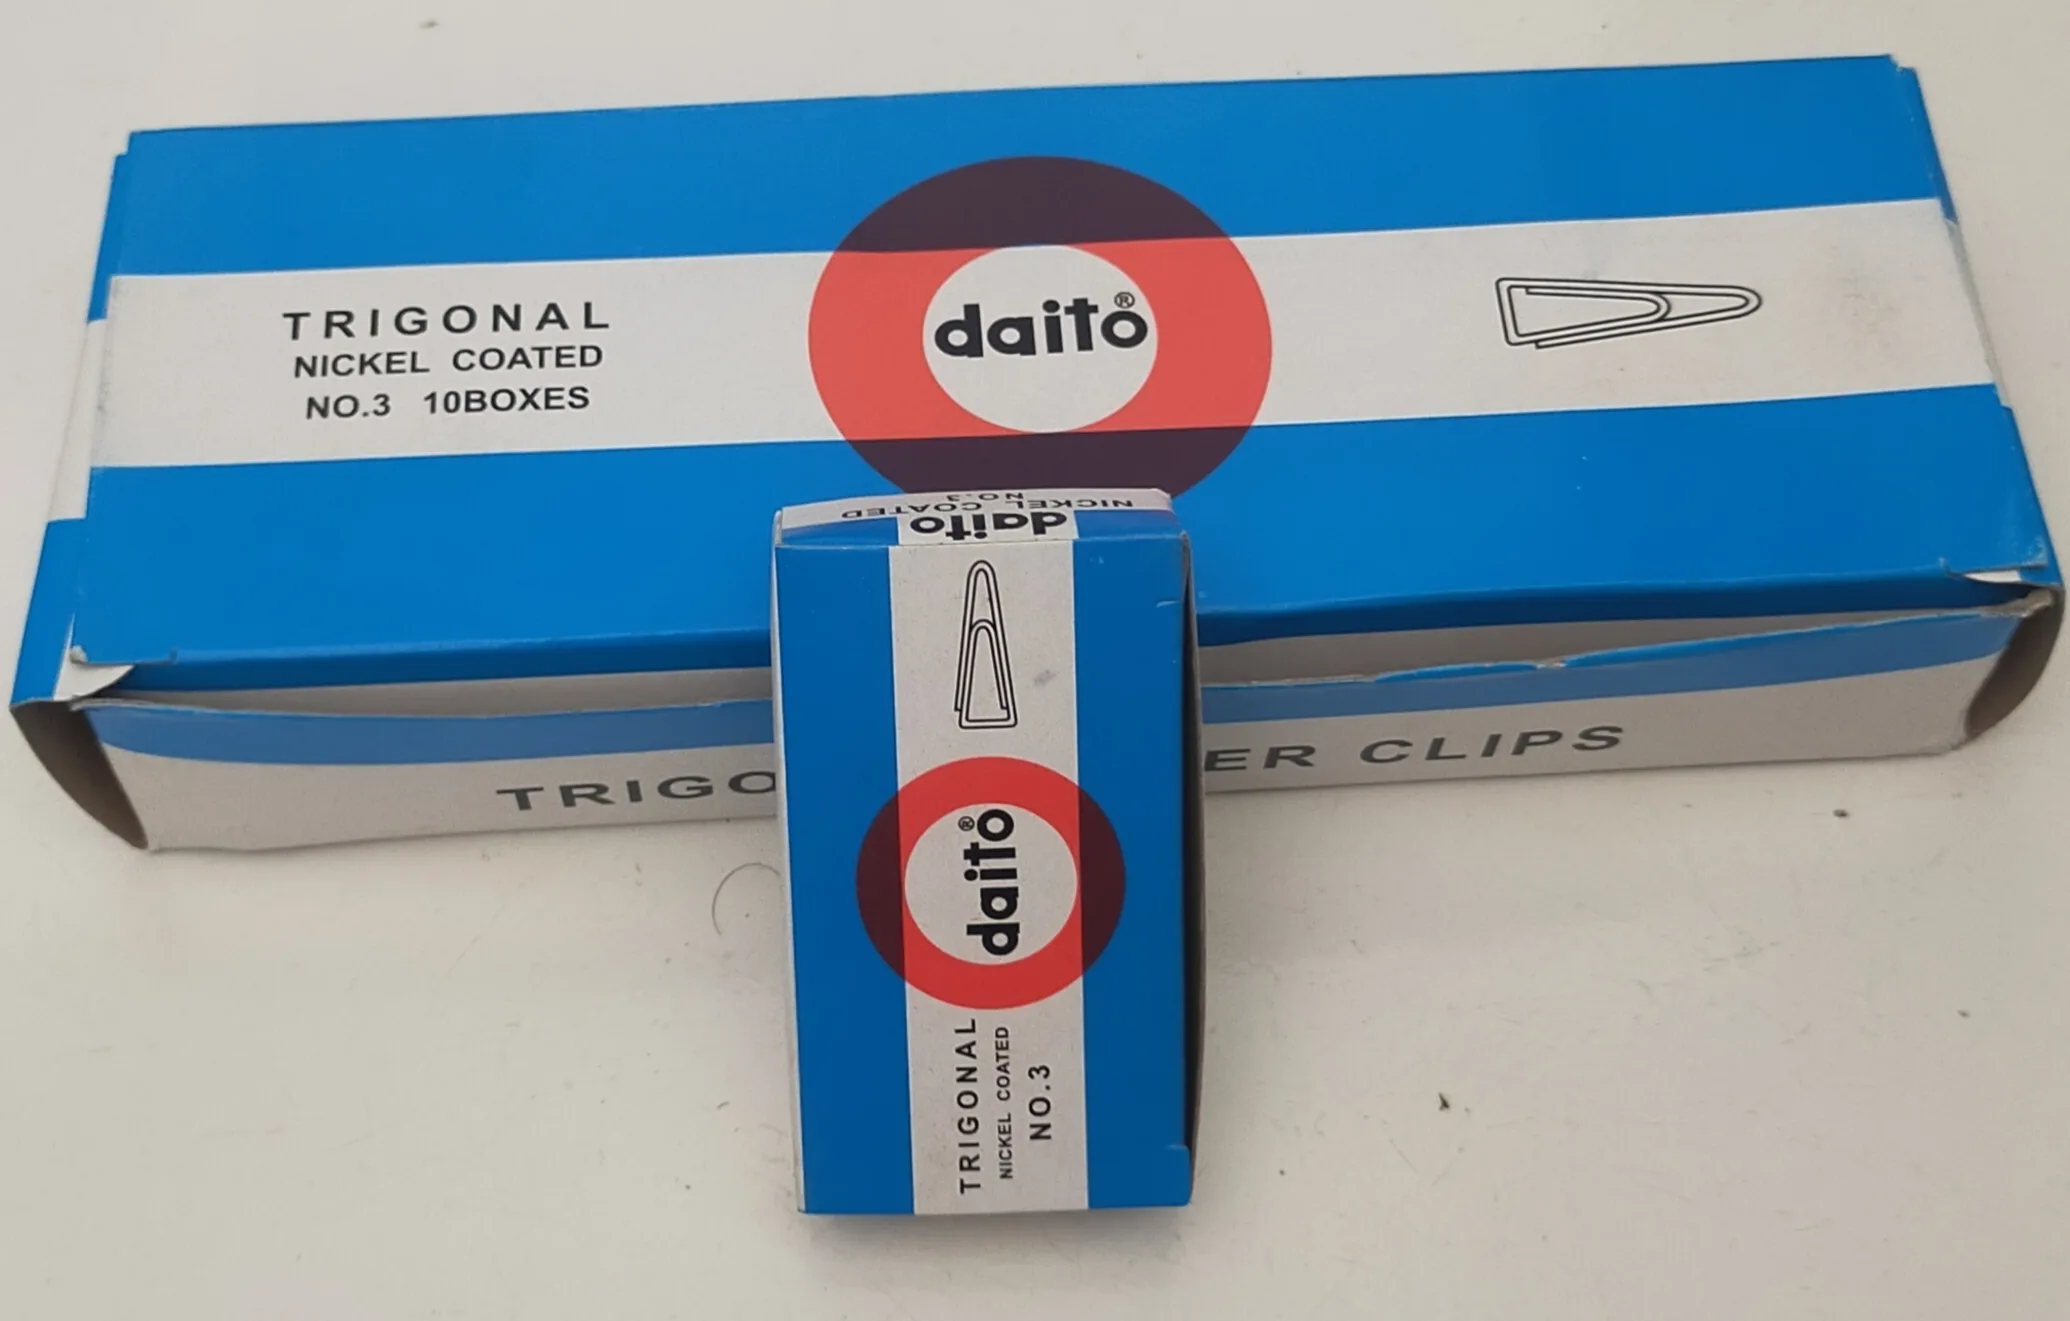 TRIGONAL
NICKEL COATED
NO.3 10BOXES
daito®
TRIGO
ER CLIPS
NICKEL COATED
NO.3
daito
daito®
TRIGONAL
NICKEL COATED
NO.3